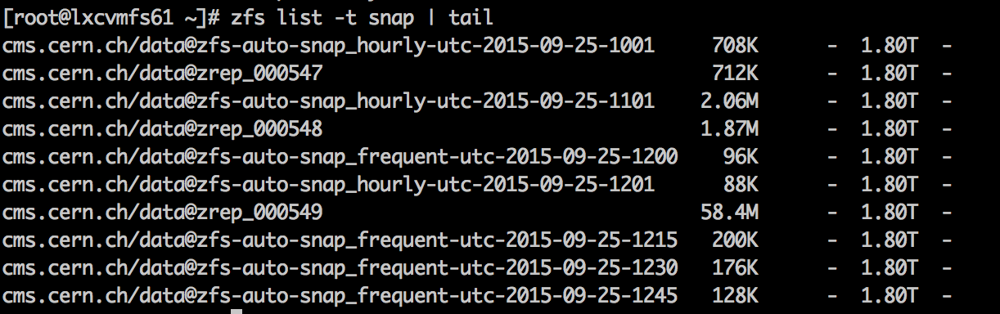 [root@lxcvmfs61 ~]# zfs list -t snap | tail
cms.cern.ch/data@zfs-auto-snap_hourly-utc-2015-09-25-1001 708K - 1.80T -
cms.cern.ch/data@zrep_000547 712K - 1.80T -
cms.cern.ch/data@zfs-auto-snap_hourly-utc-2015-09-25-1101 2.06M - 1.80T -
cms.cern.ch/data@zrep_000548 1.87M - 1.80T -
cms.cern.ch/data@zfs-auto-snap_frequent-utc-2015-09-25-1200 96K - 1.80T -
cms.cern.ch/data@zfs-auto-snap_hourly-utc-2015-09-25-1201 88K - 1.80T -
cms.cern.ch/data@zrep_000549 58.4M - 1.80T -
cms.cern.ch/data@zfs-auto-snap_frequent-utc-2015-09-25-1215 200K - 1.80T -
cms.cern.ch/data@zfs-auto-snap_frequent-utc-2015-09-25-1230 176K - 1.80T -
cms.cern.ch/data@zfs-auto-snap_frequent-utc-2015-09-25-1245 128K - 1.80T -